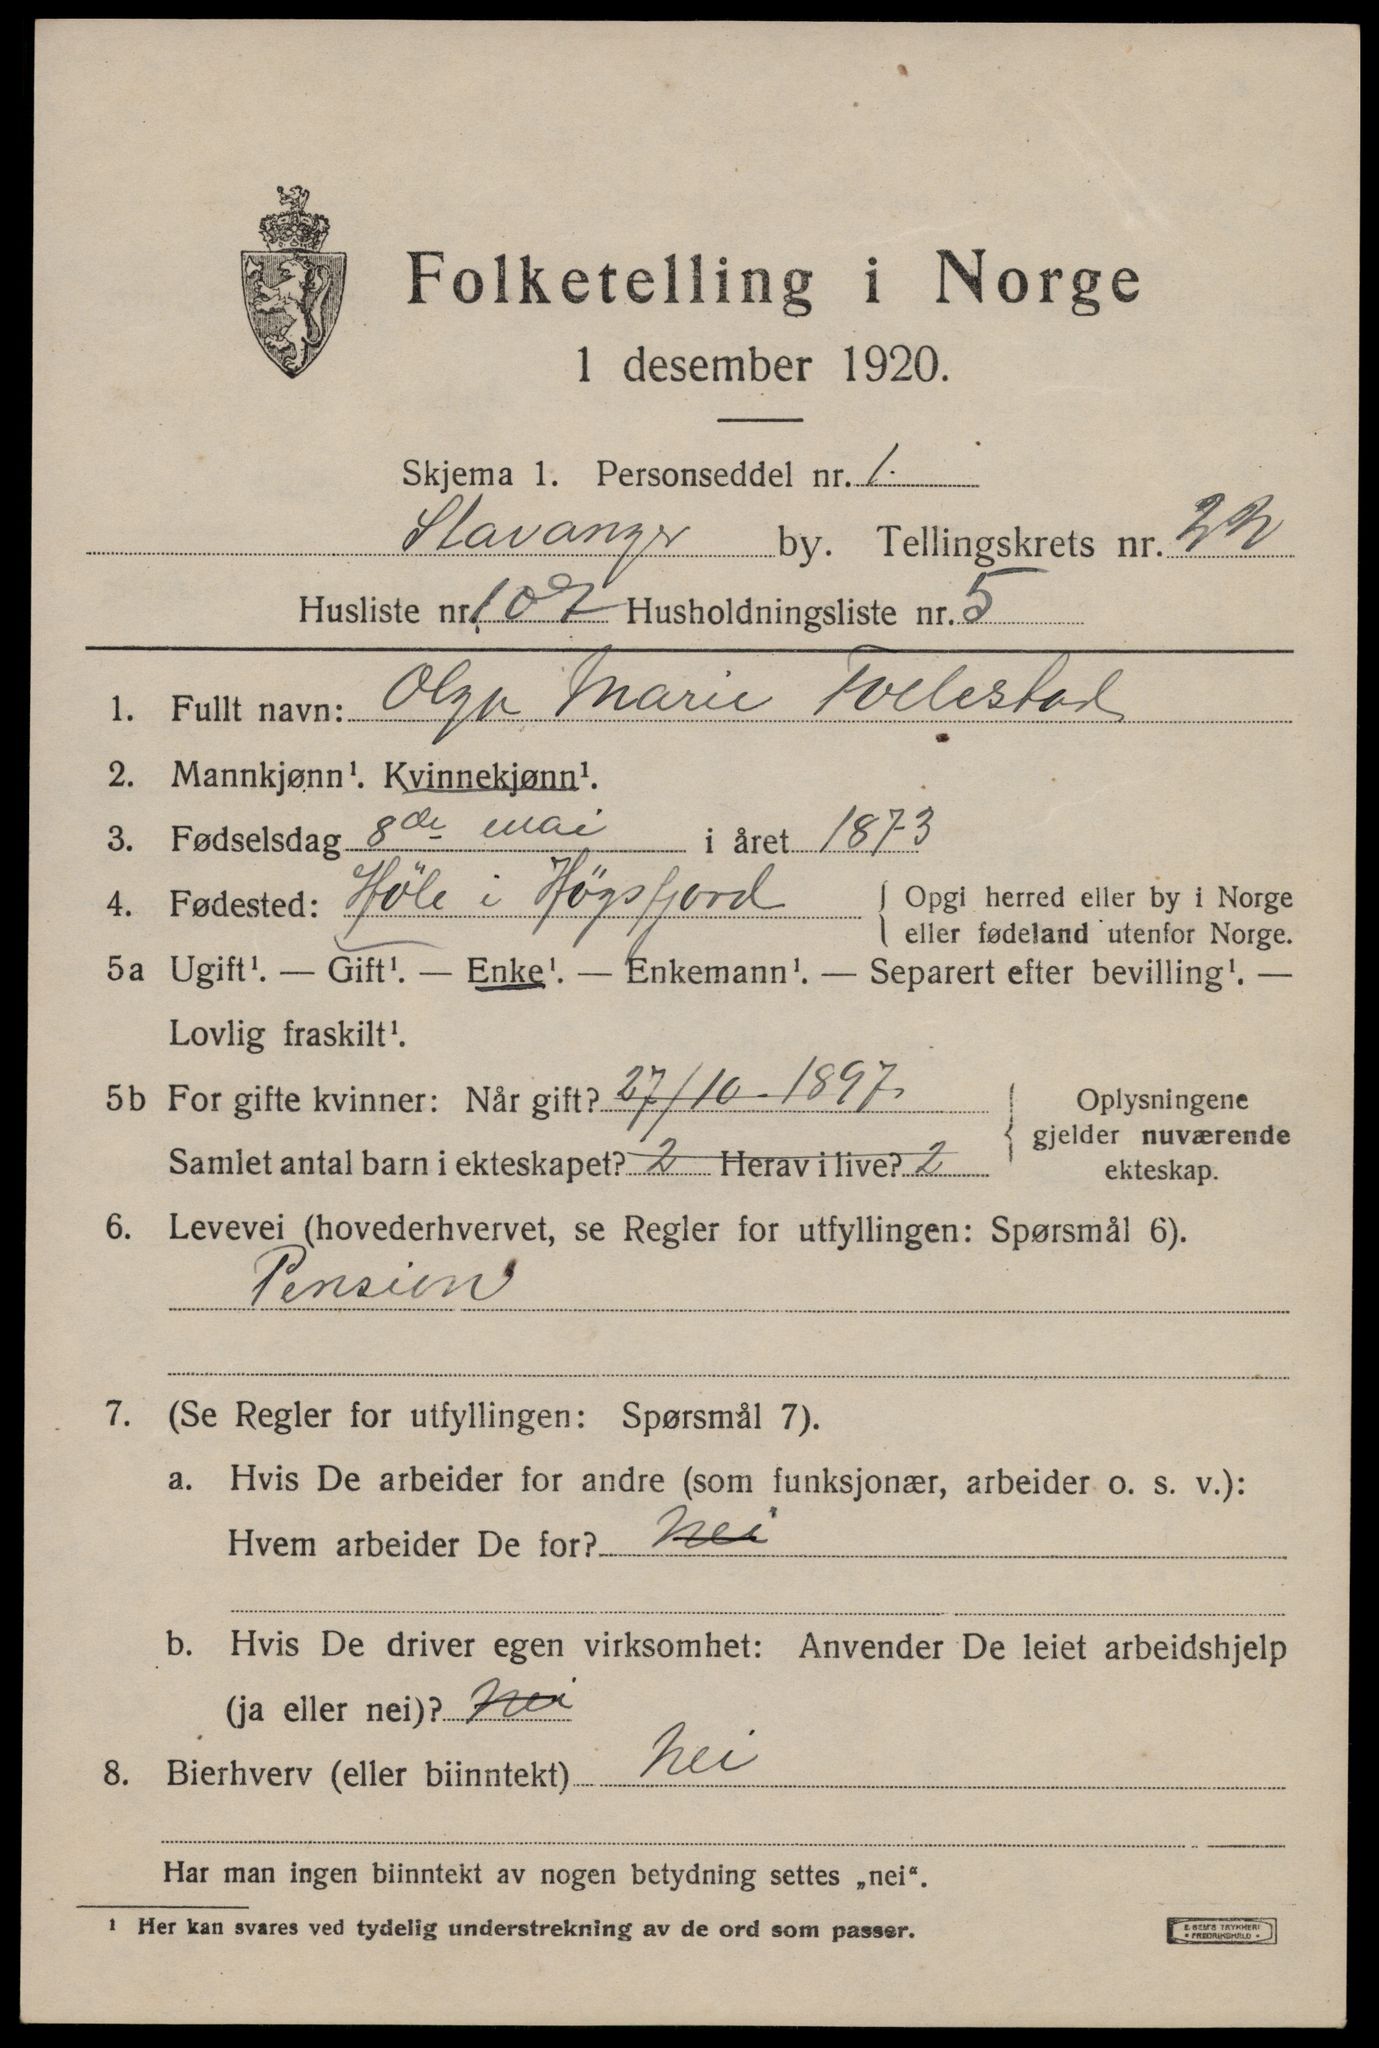 Folketelling i Norge
1 desember 1920.
Skjema 1. Personseddel nr. 1.
Stavanger by. Tellingskrets nr. 22
Husliste nr. 107 Husholdningsliste nr. 5
1. Fullt navn: Olga Marie Tvelestad
2. Mannkjønn¹. Kvinnekjønn¹.
3. Fødselsdag 8de mai i året 1873
4. Fødested: Høle i Høgsfjord { Opgi herred eller by i Norge
eller fødeland utenfor Norge.
5a Ugift¹. — Gift¹. — Enke¹. — Enkemann¹. — Separert efter bevilling¹. —
Lovlig fraskilt¹.
5b For gifte kvinner: Når gift? 27/10 - 1897
Samlet antal barn i ekteskapet? 2 Herav i live? 2
Oplysningene
gjelder nuværende
ekteskap.
6. Levevei (hovederhvervet, se Regler for utfyllingen: Spørsmål 6).
Pension
7. (Se Regler for utfyllingen: Spørsmål 7).
a. Hvis De arbeider for andre (som funksjonær, arbeider o. s. v.):
Hvem arbeider De for? nei
b. Hvis De driver egen virksomhet: Anvender De leiet arbeidshjelp
(ja eller nei)? nei
8. Bierhverv (eller biinntekt) nei
Har man ingen biinntekt av nogen betydning settes „nei“.
¹ Her kan svares ved tydelig understrekning av de ord som passer.
E. SEM'S TRYKKERI
• FREDRIKSHALD •